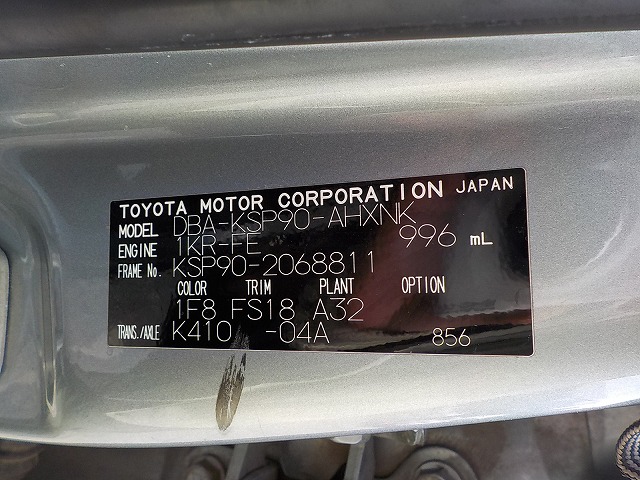 TOYOTA MOTOR CORPORATION JAPAN
MODEL DBA-KSP90-AHXNK
ENGINE 1KR-FE 996 mL
FRAME No. KSP90-2068811
COLOR TRIM PLANT OPTION
1F8 FS18 A32
TRANS./AXLE K410 -04A 856